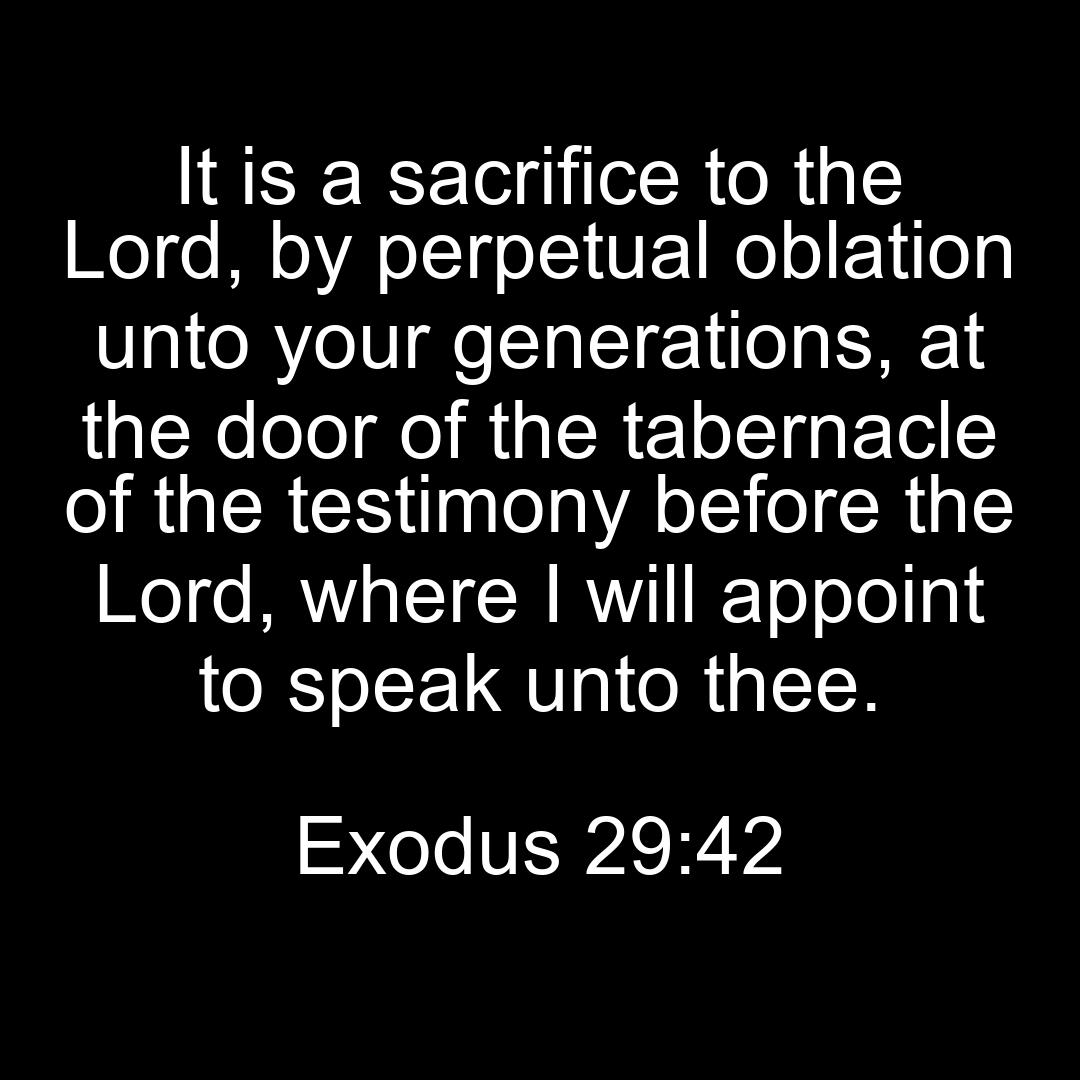 It is a sacrifice to the
Lord, by perpetual oblation
unto your generations, at
the door of the tabernacle
of the testimony before the
Lord, where I will appoint
to speak unto thee.
Exodus 29:42